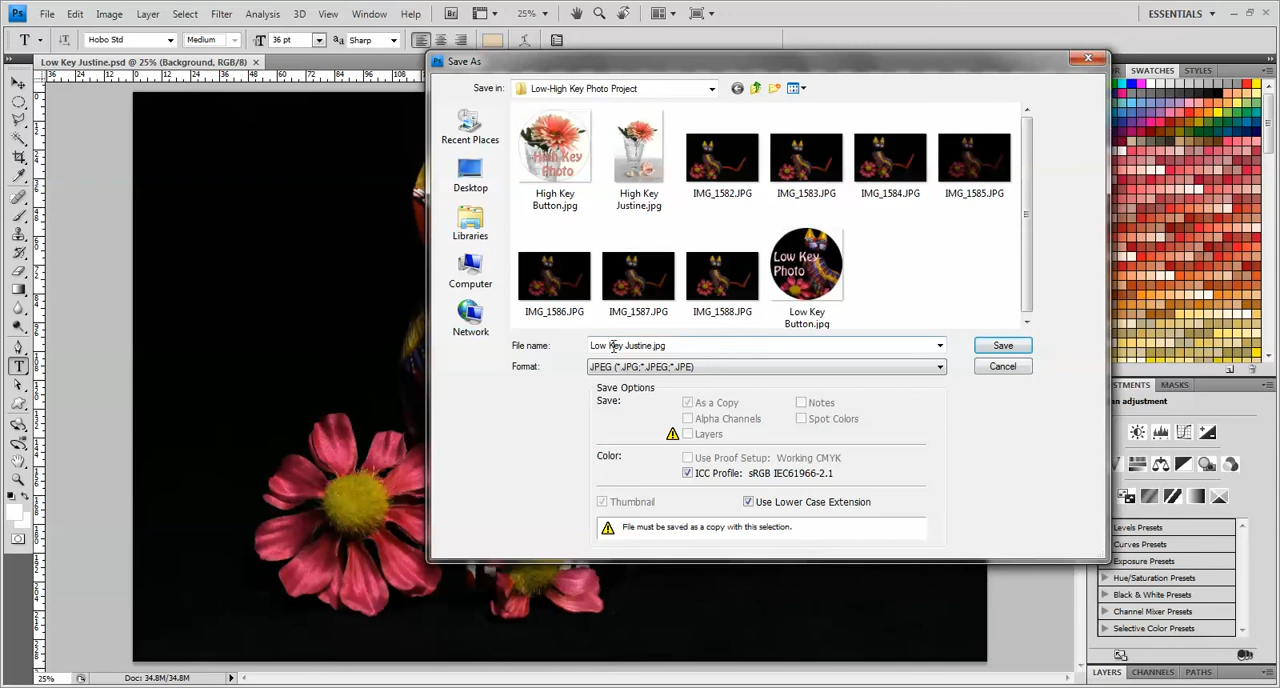 Ps File Edit Image Layer Select Filter Analysis 3D View Window Help Br 25% ESSENTIALS
T Hobo Std Medium 36 pt aa Sharp
Low Key Justine.psd @ 25% (Background, RGB/8)
Save As
SWATCHES STYLES
Save in: Low-High Key Photo Project
Recent Places
Desktop
Libraries
Computer
Network
High Key
Photo
High Key
Button.jpg
High Key
Justine.jpg
IMG_1582.JPG
IMG_1583.JPG
IMG_1584.JPG
IMG_1585.JPG
Low Key
Photo
IMG_1586.JPG
IMG_1587.JPG
IMG_1588.JPG
Low Key
Button.jpg
File name: Low Key Justine.jpg Save
Format: JPEG (*.JPG;*.JPEG;*.JPE) Cancel
Save Options
Save: As a Copy Notes
Alpha Channels Spot Colors
Layers
Color: Use Proof Setup: Working CMYK
ICC Profile: sRGB IEC61966-2.1
Thumbnail Use Lower Case Extension
File must be saved as a copy with this selection.
STMENTS MASKS
an adjustment
Levels Presets
Curves Presets
Exposure Presets
Hue/Saturation Presets
Black & White Presets
Channel Mixer Presets
Selective Color Presets
LAYERS CHANNELS PATHS
25% Doc: 34.8M/34.8M